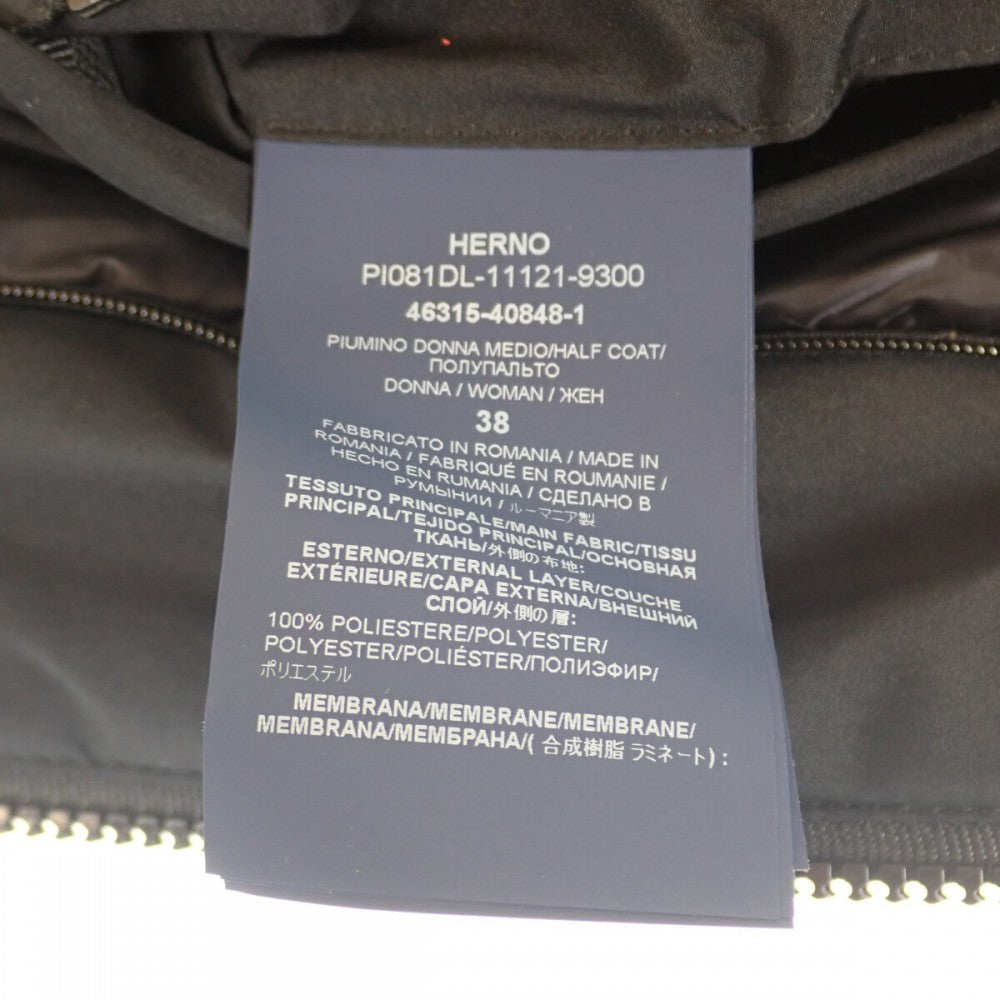 HERNO
PI081DL-11121-9300
46315-40848-1
PIUMINO DONNA MEDIO/HALF COAT/
ПОЛУПАЛЬТО
DONNA / WOMAN / ЖЕН
38
FABBRICATO IN ROMANIA / MADE IN
ROMANIA / FABRIQUÉ EN ROUMANIE /
HECHO EN RUMANIA / СДЕЛАНО В
РУМЫНИИ / ルーマニア製
TESSUTO PRINCIPALE/MAIN FABRIC/TISSU
PRINCIPAL/TEJIDO PRINCIPAL/ОСНОВНАЯ
ТКАНЬ/外側の布地:
ESTERNO/EXTERNAL LAYER/COUCHE
EXTÉRIEURE/CAPA EXTERNA/ВНЕШНИЙ
СЛОЙ/外側の層:
100% POLIESTERE/POLYESTER/
POLYESTER/POLIÉSTER/ПОЛИЭФИР/
ポリエステル
MEMBRANA/MEMBRANE/MEMBRANE/
MEMBRANA/МЕМБРАНА/( 合成樹脂 ラミネート) :